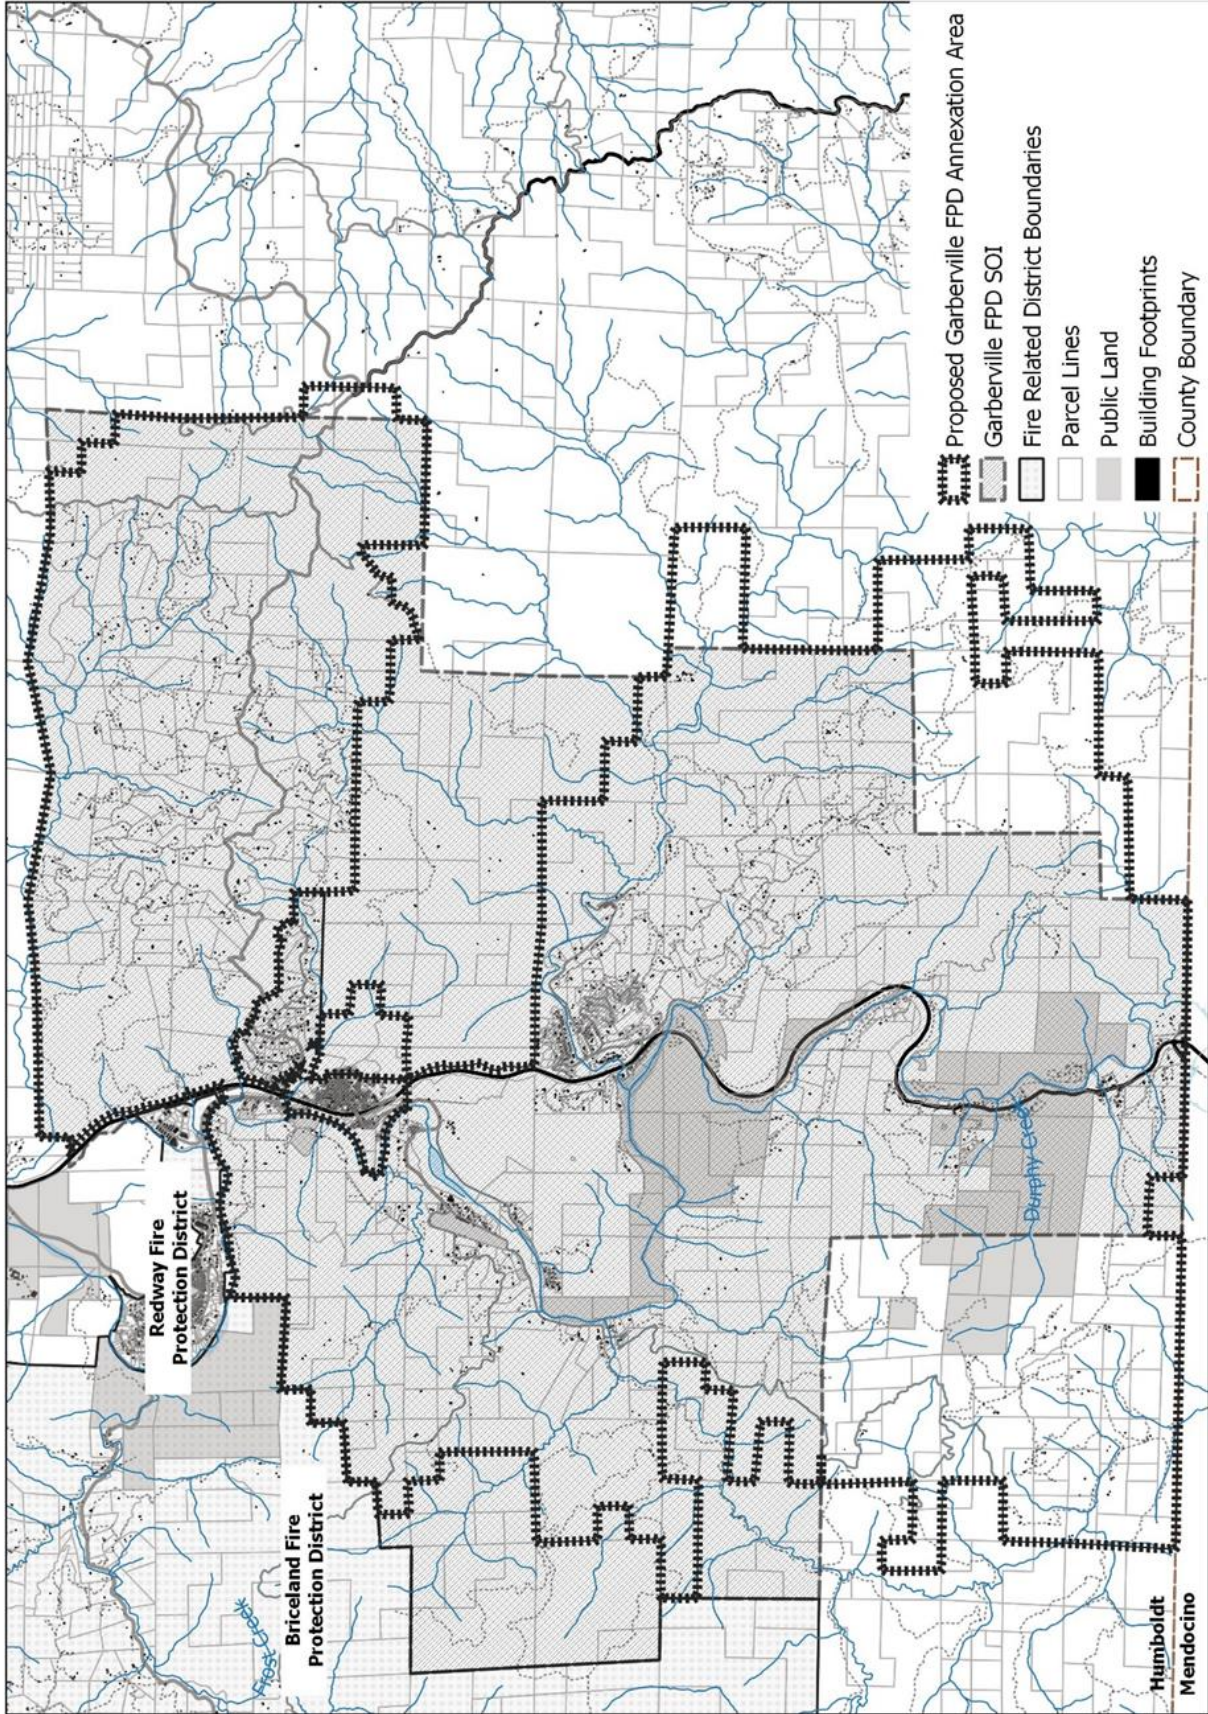 Redway Fire
Protection District
Briceland Fire
Protection District
Frost Creek
Durphy Creek
Humboldt
Mendocino
Proposed Garberville FPD Annexation Area
Garberville FPD SOI
Fire Related District Boundaries
Parcel Lines
Public Land
Building Footprints
County Boundary